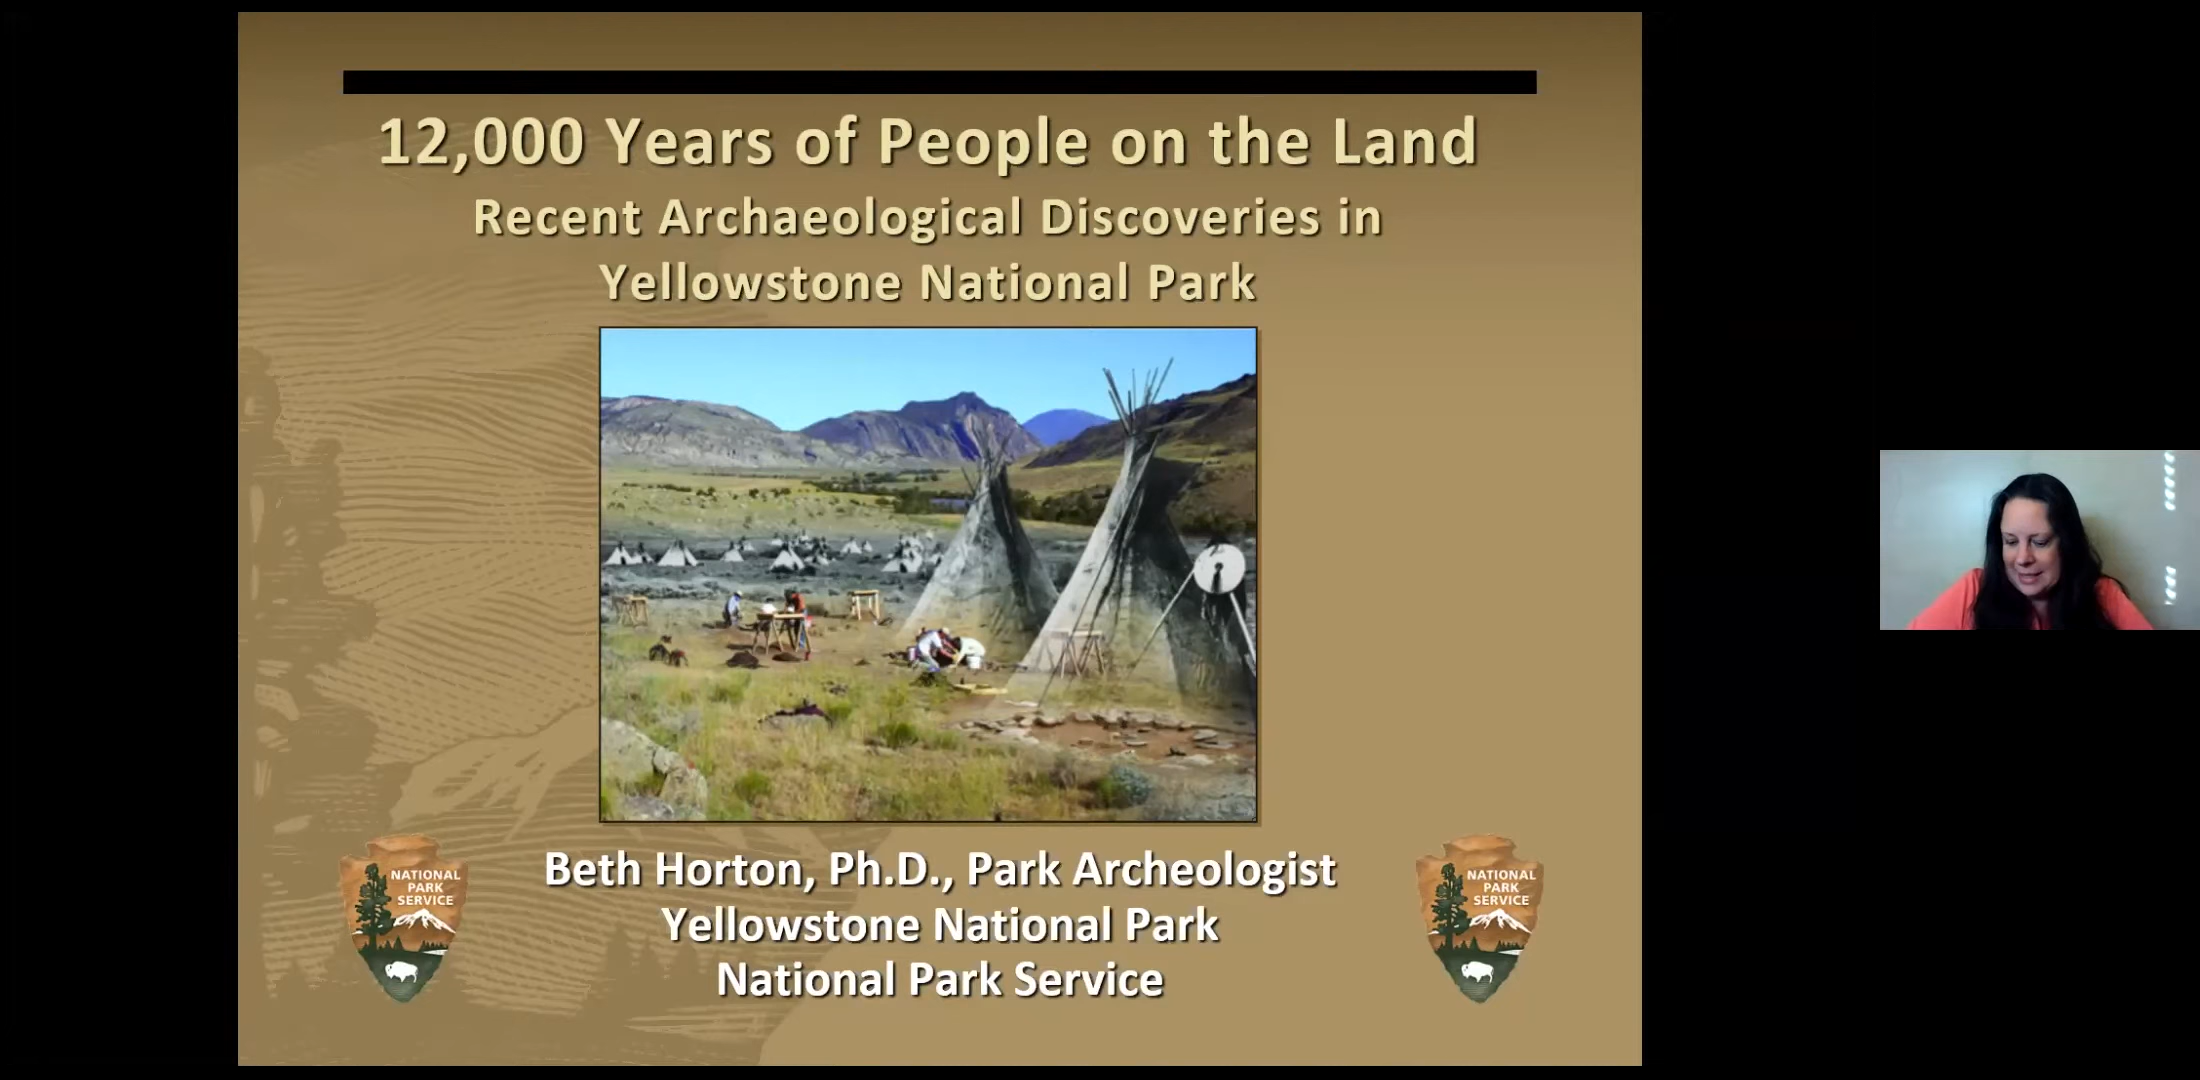 12,000 Years of People on the Land
Recent Archaeological Discoveries in
Yellowstone National Park
Beth Horton, Ph.D., Park Archeologist
Yellowstone National Park
National Park Service
NATIONAL
PARK
SERVICE
NATIONAL
PARK
SERVICE